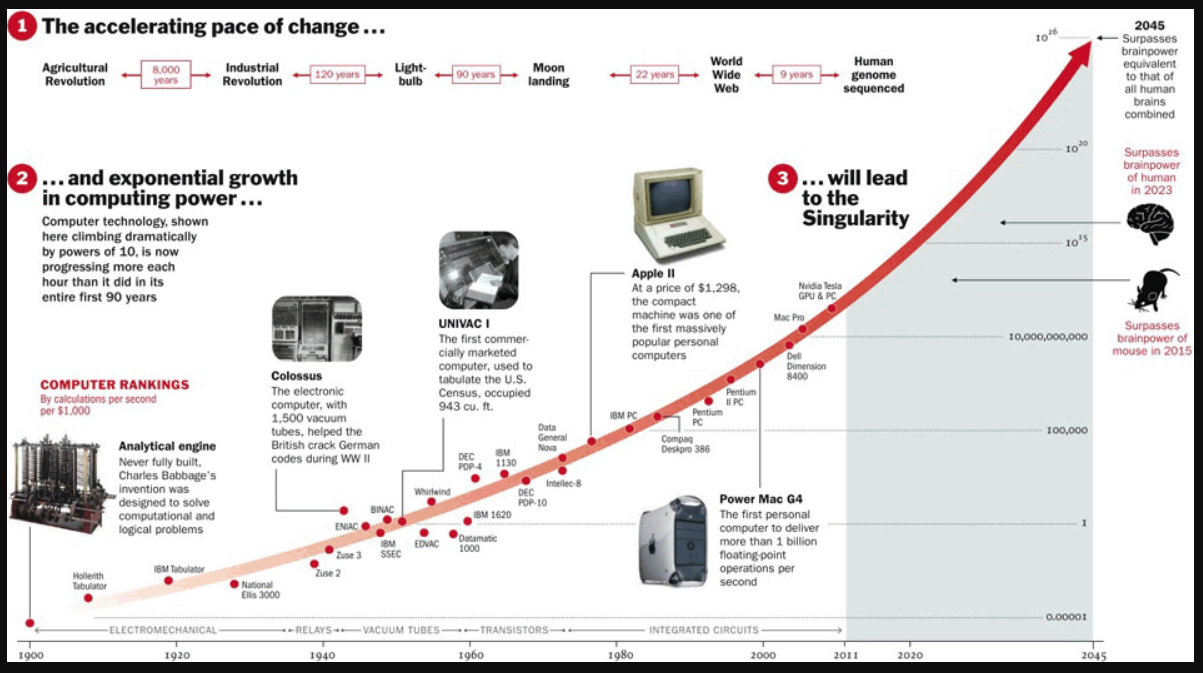 1 The accelerating pace of change ...
Agricultural
Revolution
8,000
years
Industrial
Revolution
120 years
Light-
bulb
90 years
Moon
landing
22 years
World
Wide
Web
9 years
Human
genome
sequenced
2 ... and exponential growth
in computing power ...
Computer technology, shown
here climbing dramatically
by powers of 10, is now
progressing more each
hour than it did in its
entire first 90 years
3 ... will lead
to the
Singularity
2045
Surpasses
brainpower
equivalent
to that of
all human
brains
combined
Surpasses
brainpower
of human
in 2023
Surpasses
brainpower of
mouse in 2015
COMPUTER RANKINGS
By calculations per second
per $1,000
Analytical engine
Never fully built,
Charles Babbage's
invention was
designed to solve
computational and
logical problems
Colossus
The electronic
computer, with
1,500 vacuum
tubes, helped the
British crack German
codes during WW II
UNIVAC I
The first commer-
cially marketed
computer, used to
tabulate the U.S.
Census, occupied
943 cu. ft.
Apple II
At a price of $1,298,
the compact
machine was one of
the first massively
popular personal
computers
Power Mac G4
The first personal
computer to deliver
more than 1 billion
floating-point
operations per
second
Hollerith
Tabulator
IBM Tabulator
National
Ellis 3000
Zuse 2
Zuse 3
ENIAC
BINAC
IBM
SSEC
Whirlwind
EDVAC
DEC
PDP-4
IBM
1130
IBM 1620
Datamatic
1000
DEC
PDP-10
Data
General
Nova
Intellec-8
IBM PC
Compaq
Deskpro 386
Pentium
PC
Pentium
II PC
Dell
Dimension
8400
Mac Pro
Nvidia Tesla
GPU & PC
10²⁶
10²⁰
10¹⁵
10,000,000,000
100,000
1
0.00001
ELECTROMECHANICAL
RELAYS
VACUUM TUBES
TRANSISTORS
INTEGRATED CIRCUITS
1900
1920
1940
1960
1980
2000
2011
2020
2045